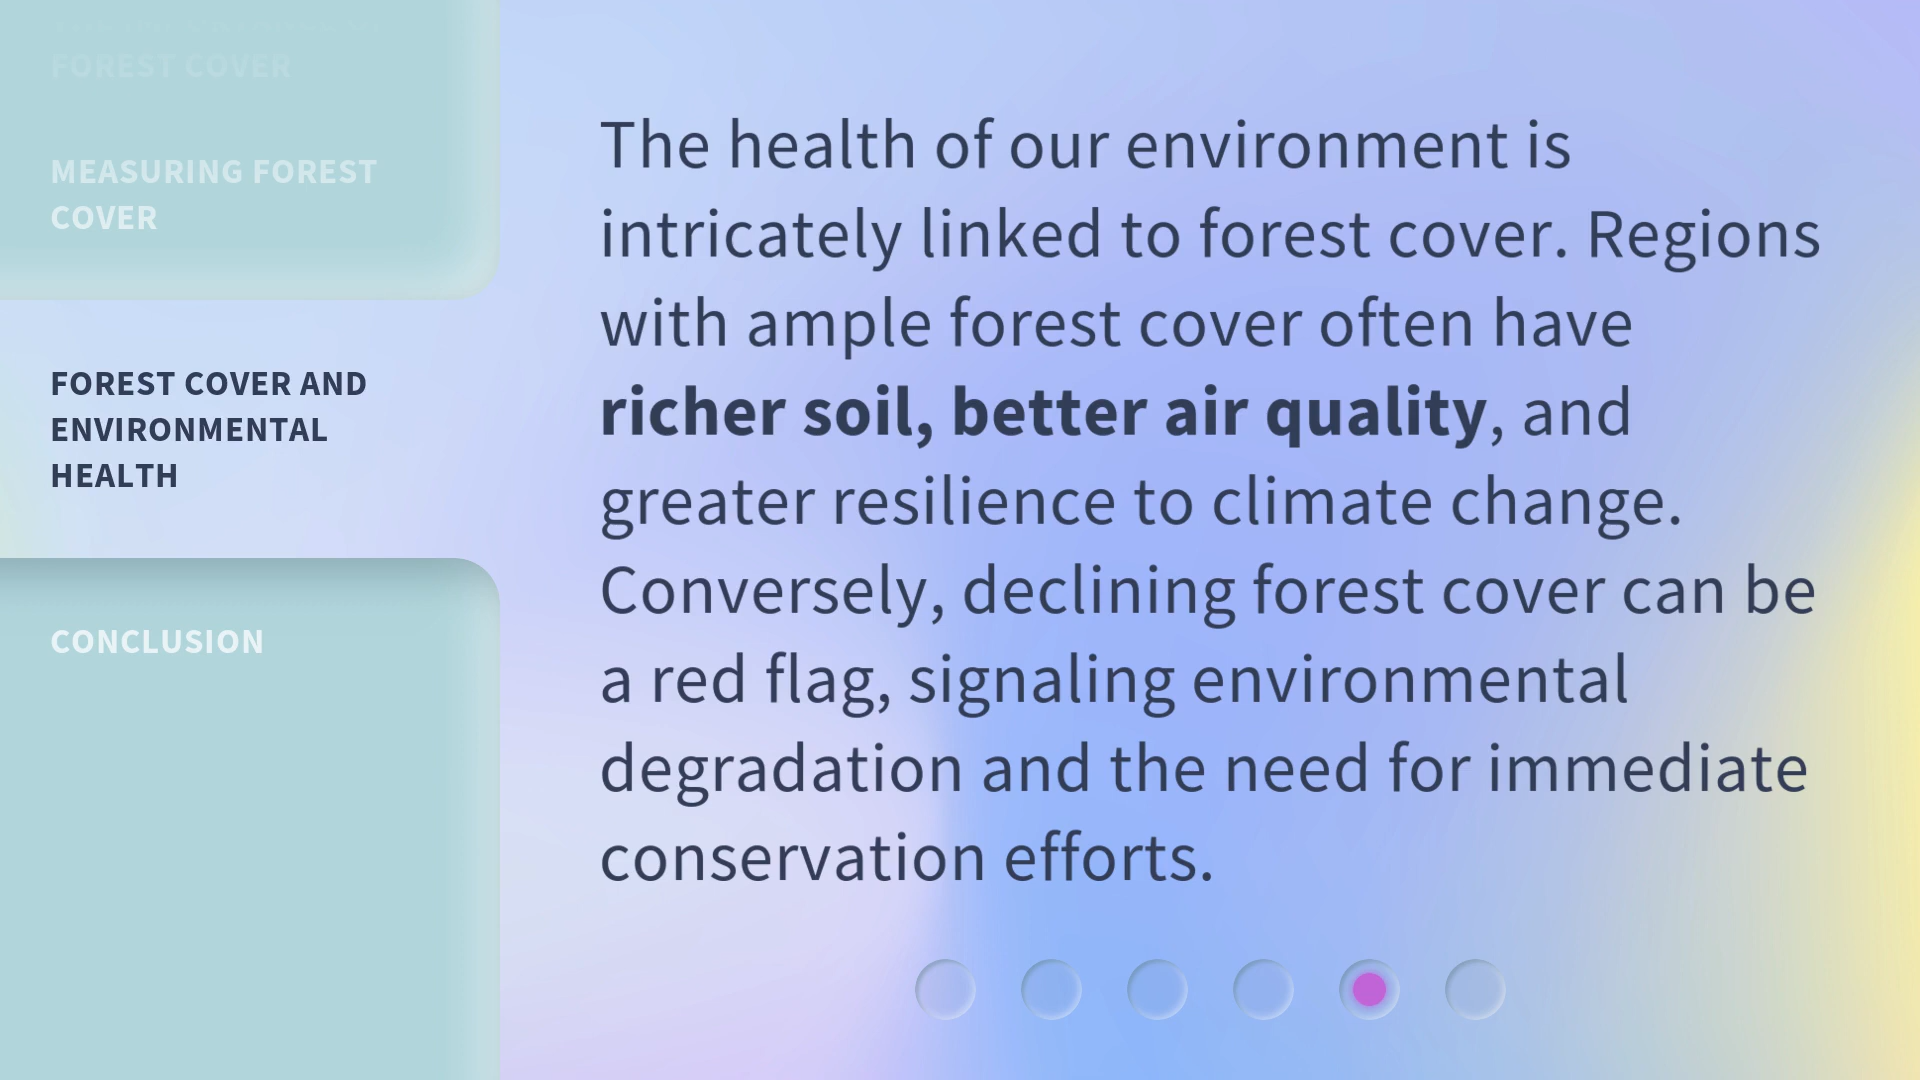 FOREST COVER
MEASURING FOREST
COVER
FOREST COVER AND
ENVIRONMENTAL
HEALTH
CONCLUSION
The health of our environment is
intricately linked to forest cover. Regions
with ample forest cover often have
richer soil, better air quality, and
greater resilience to climate change.
Conversely, declining forest cover can be
a red flag, signaling environmental
degradation and the need for immediate
conservation efforts.